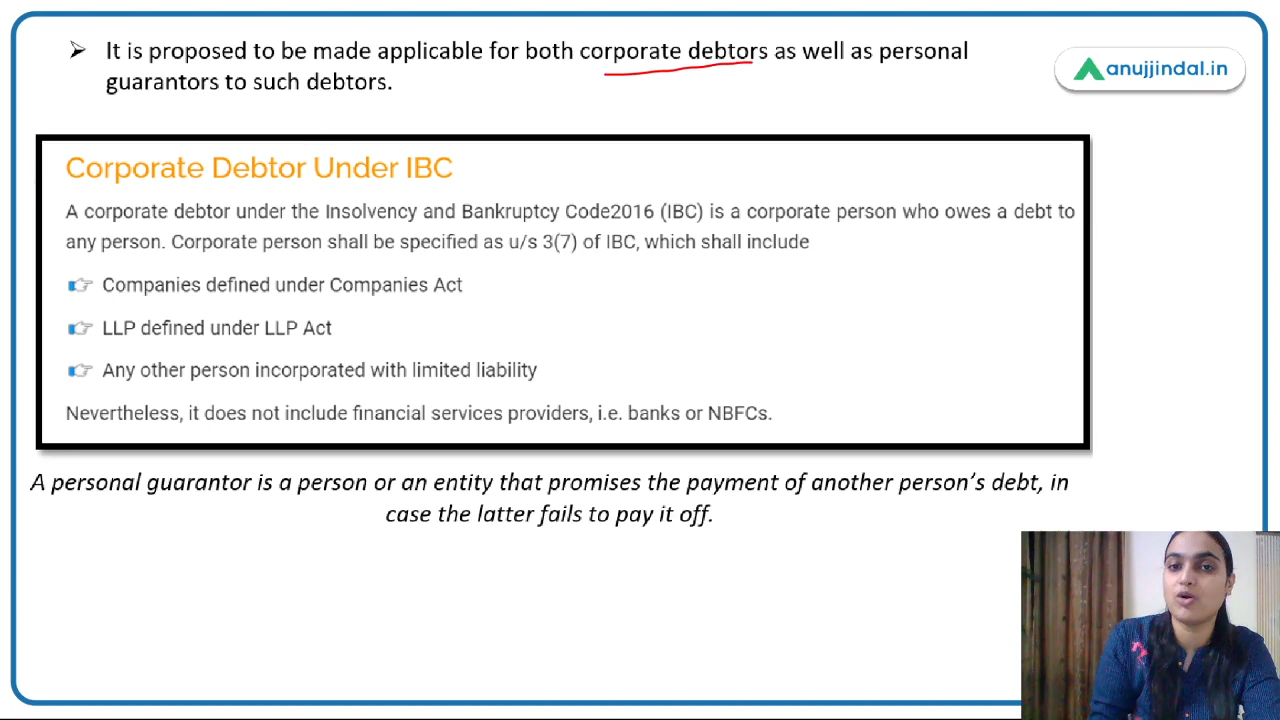 It is proposed to be made applicable for both corporate debtors as well as personal
guarantors to such debtors.
anujjindal.in
Corporate Debtor Under IBC
A corporate debtor under the Insolvency and Bankruptcy Code2016 (IBC) is a corporate person who owes a debt to
any person. Corporate person shall be specified as u/s 3(7) of IBC, which shall include
Companies defined under Companies Act
LLP defined under LLP Act
Any other person incorporated with limited liability
Nevertheless, it does not include financial services providers, i.e. banks or NBFCs.
A personal guarantor is a person or an entity that promises the payment of another person’s debt, in
case the latter fails to pay it off.